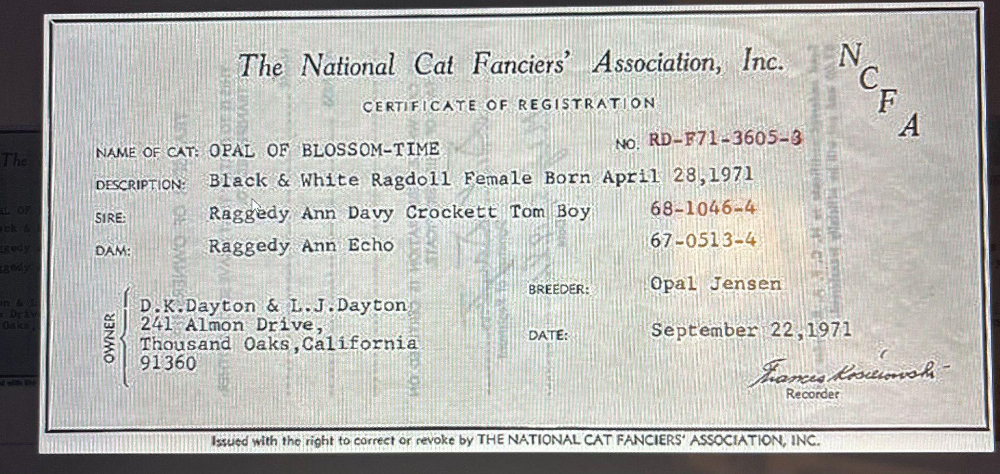 The National Cat Fanciers' Association, Inc.
N
C
F
A
CERTIFICATE OF REGISTRATION
NAME OF CAT: OPAL OF BLOSSOM-TIME
NO. RD-F71-3605-3
DESCRIPTION: Black & White Ragdoll Female Born April 28,1971
SIRE: Raggedy Ann Davy Crockett Tom Boy 68-1046-4
DAM: Raggedy Ann Echo 67-0513-4
BREEDER: Opal Jensen
OWNER
D.K.Dayton & L.J.Dayton
241 Almon Drive,
Thousand Oaks,California
91360
DATE: September 22,1971
Frances
Recorder
Issued with the right to correct or revoke by THE NATIONAL CAT FANCIERS' ASSOCIATION, INC.
The